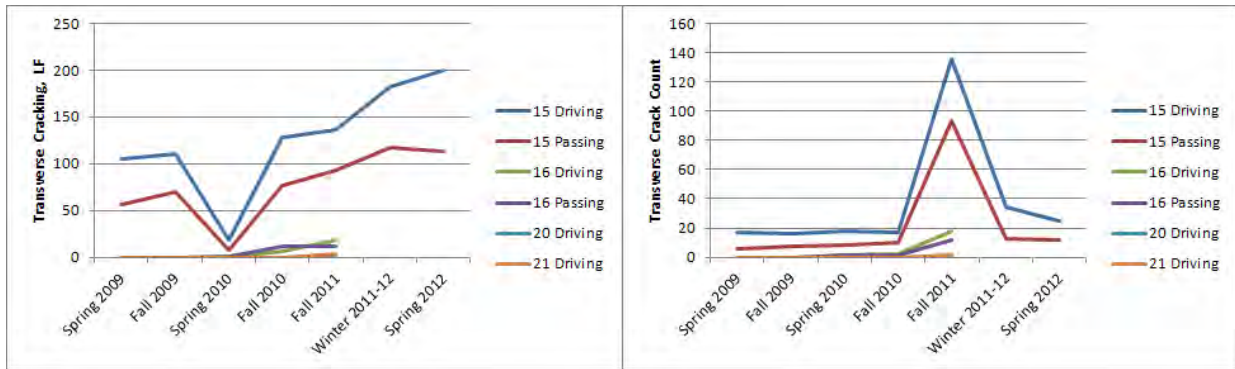 250
200
150
100
50
0
Transverse Cracking, LF
Spring 2009
Fall 2009
Spring 2010
Fall 2010
Fall 2011
Winter 2011-12
Spring 2012
15 Driving
15 Passing
16 Driving
16 Passing
20 Driving
21 Driving
160
140
120
100
80
60
40
20
0
Transverse Crack Count
Spring 2009
Fall 2009
Spring 2010
Fall 2010
Fall 2011
Winter 2011-12
Spring 2012
15 Driving
15 Passing
16 Driving
16 Passing
20 Driving
21 Driving